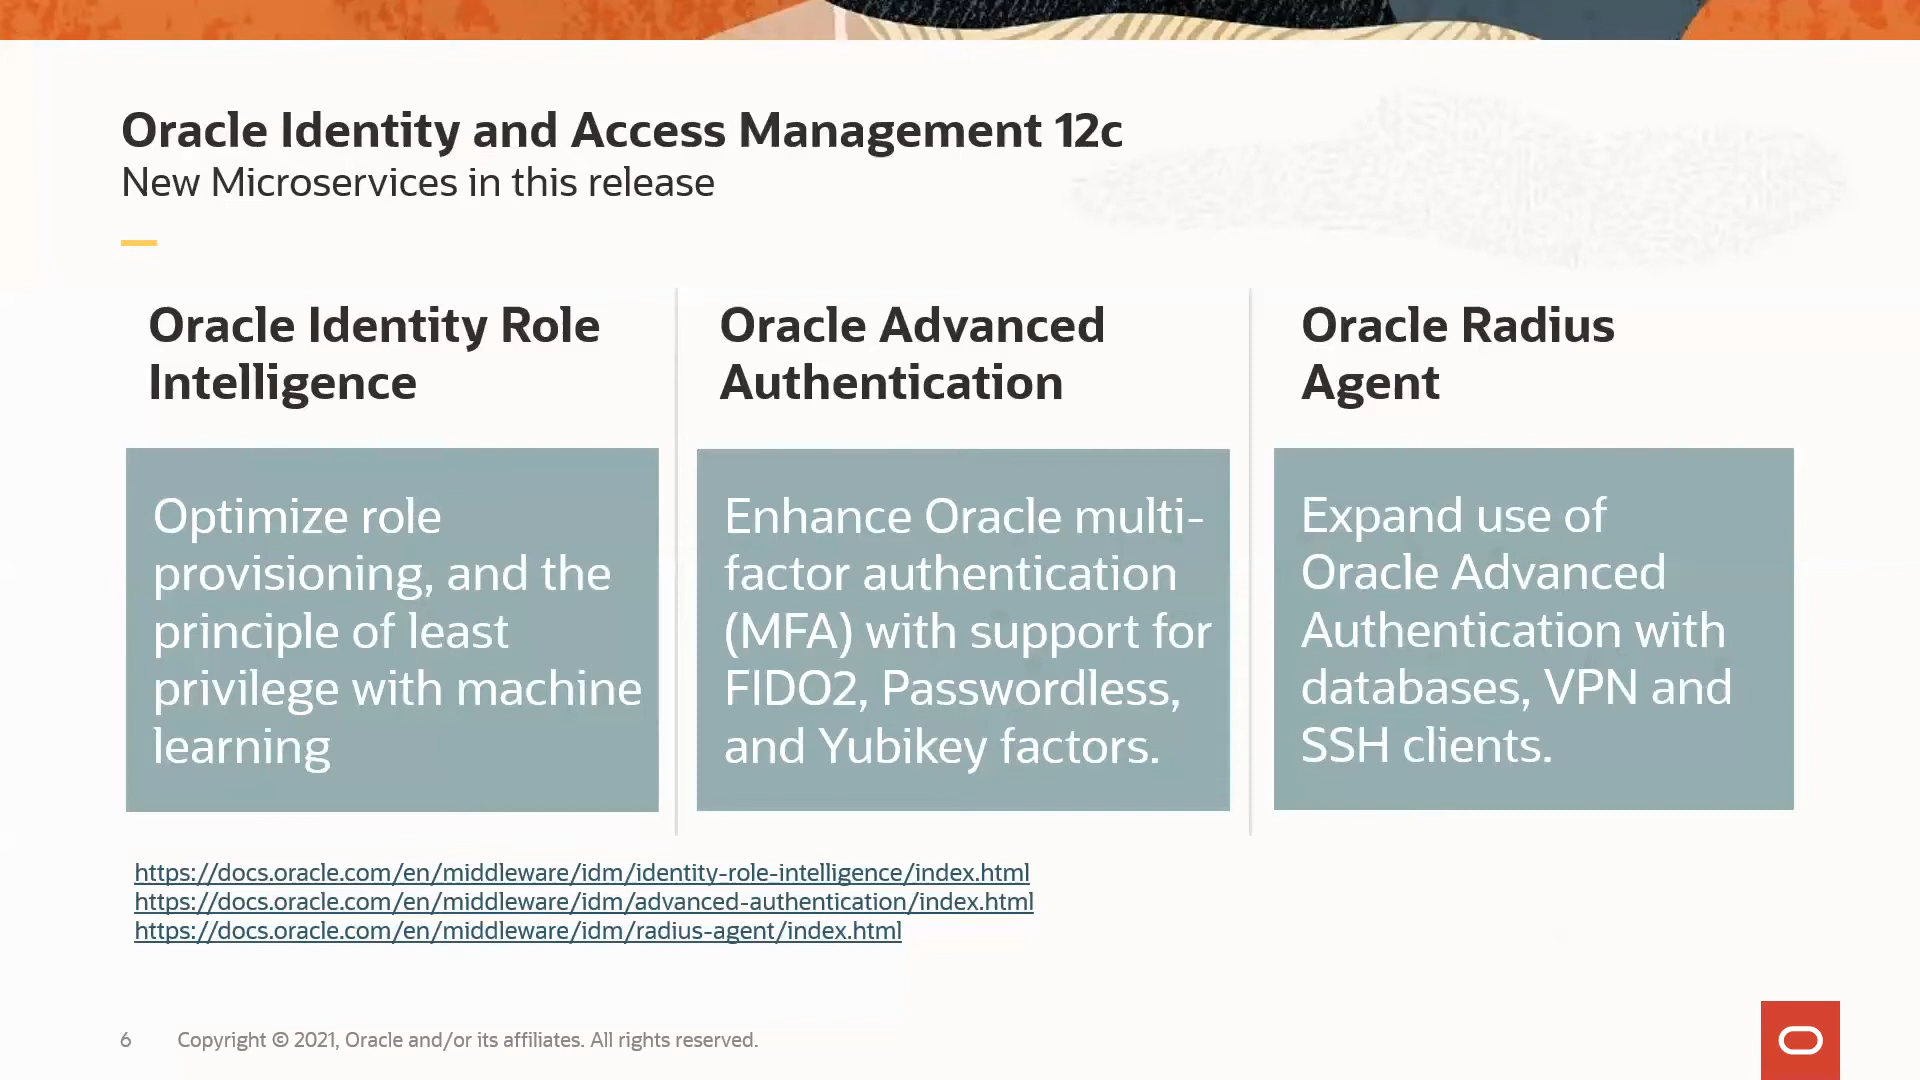 Oracle Identity and Access Management 12c
New Microservices in this release
Oracle Identity Role
Intelligence
Optimize role
provisioning, and the
principle of least
privilege with machine
learning
Oracle Advanced
Authentication
Enhance Oracle multi-
factor authentication
(MFA) with support for
FIDO2, Passwordless,
and Yubikey factors.
Oracle Radius
Agent
Expand use of
Oracle Advanced
Authentication with
databases, VPN and
SSH clients.
https://docs.oracle.com/en/middleware/idm/identity-role-intelligence/index.html
https://docs.oracle.com/en/middleware/idm/advanced-authentication/index.html
https://docs.oracle.com/en/middleware/idm/radius-agent/index.html
6 Copyright © 2021, Oracle and/or its affiliates. All rights reserved.